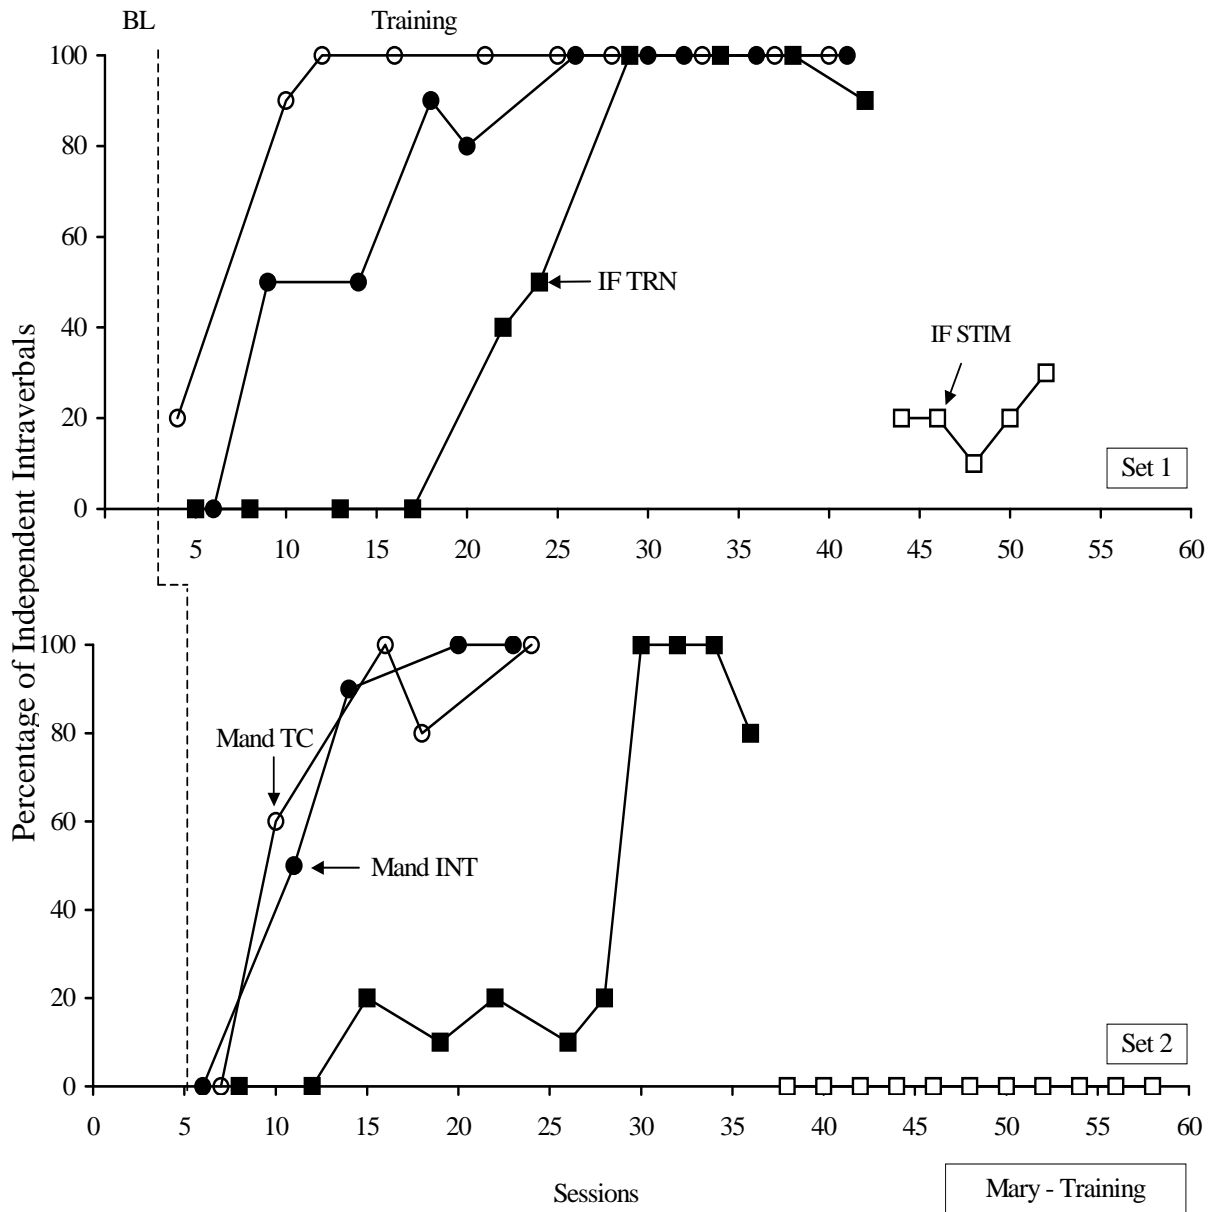 BL Training
100
80
60
40
20
0
IF TRN
IF STIM
Set 1
5 10 15 20 25 30 35 40 45 50 55 60
Percentage of Independent Intraverbals
100
80
60
40
20
0
Mand TC
Mand INT
Set 2
0 5 10 15 20 25 30 35 40 45 50 55 60
Sessions
Mary - Training